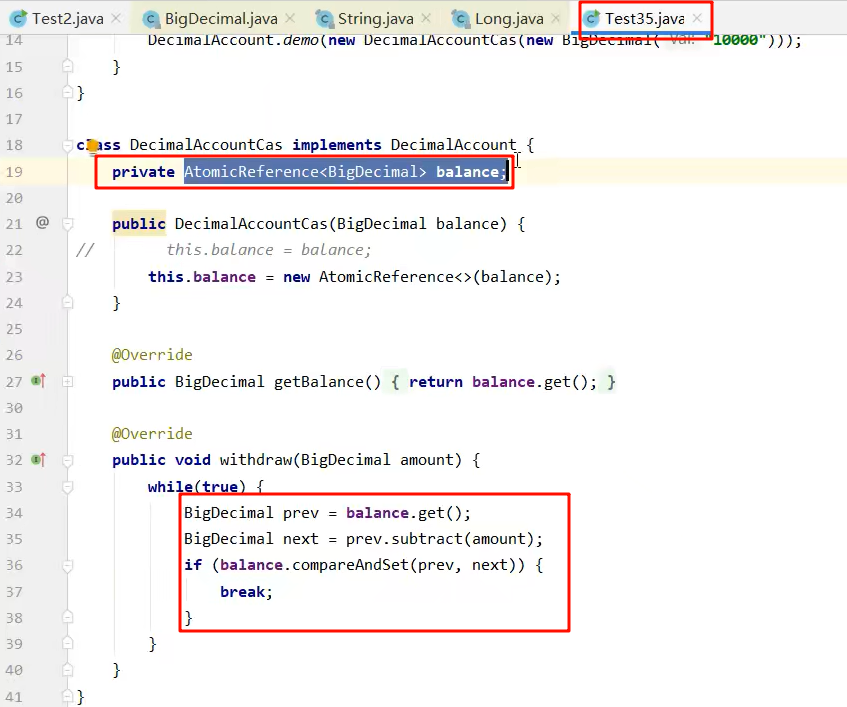 Test2.java × BigDecimal.java × String.java × Long.java × Test35.java ×
14 DecimalAccount.demo(new DecimalAccountCas(new BigDecimal( val: "10000")));
15 }
16 }
17
18 class DecimalAccountCas implements DecimalAccount {
19 private AtomicReference<BigDecimal> balance;
20
21 @ public DecimalAccountCas(BigDecimal balance) {
22 // this.balance = balance;
23 this.balance = new AtomicReference<>(balance);
24 }
25
26 @Override
27 public BigDecimal getBalance() { return balance.get(); }
30
31 @Override
32 public void withdraw(BigDecimal amount) {
33 while(true) {
34 BigDecimal prev = balance.get();
35 BigDecimal next = prev.subtract(amount);
36 if (balance.compareAndSet(prev, next)) {
37 break;
38 }
39 }
40 }
41 }